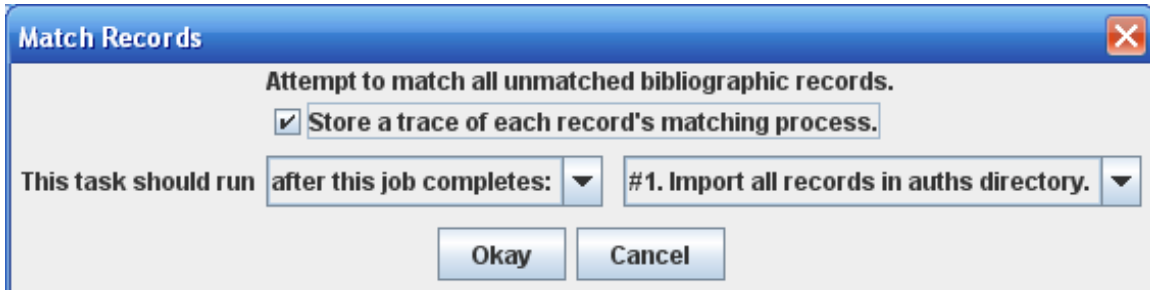 Match Records
Attempt to match all unmatched bibliographic records.
Store a trace of each record's matching process.
This task should run after this job completes: #1. Import all records in auths directory.
Okay Cancel